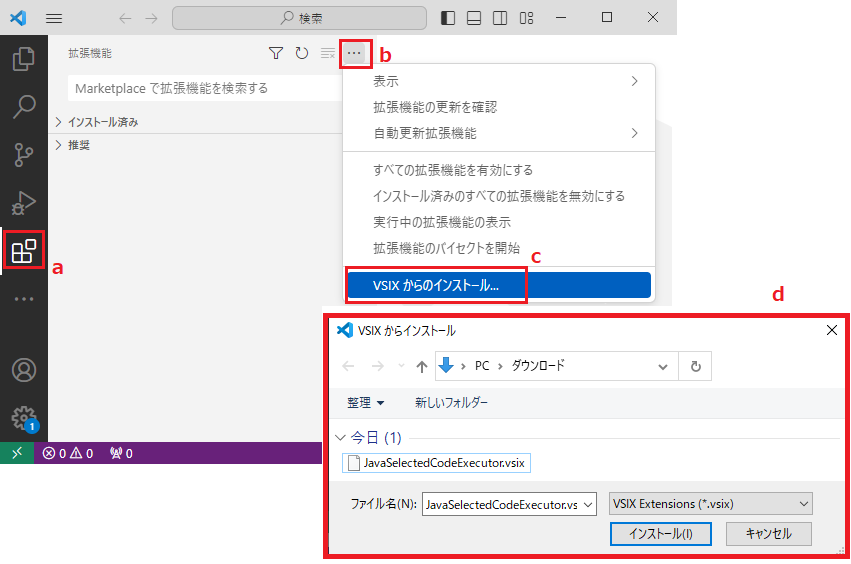 検索
拡張機能
...
b
Marketplace で拡張機能を検索する
インストール済み
推奨
表示
拡張機能の更新を確認
自動更新拡張機能
すべての拡張機能を有効にする
インストール済みのすべての拡張機能を無効にする
実行中の拡張機能の表示
拡張機能のバイセクトを開始
c
VSIX からのインストール...
a
1
0 0 0
d
VSIX からインストール
PC ダウンロード
整理 新しいフォルダー
今日 (1)
JavaSelectedCodeExecutor.vsix
ファイル名(N): JavaSelectedCodeExecutor.vs VSIX Extensions (*.vsix)
インストール(I) キャンセル